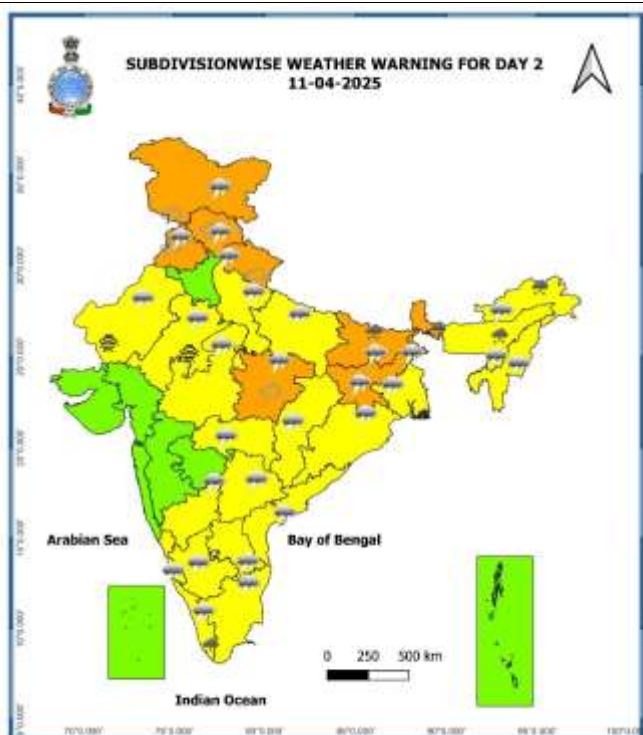 SUBDIVISIONWISE WEATHER WARNING FOR DAY 2
11-04-2025
Arabian Sea
Bay of Bengal
0 250 500 km
Indian Ocean